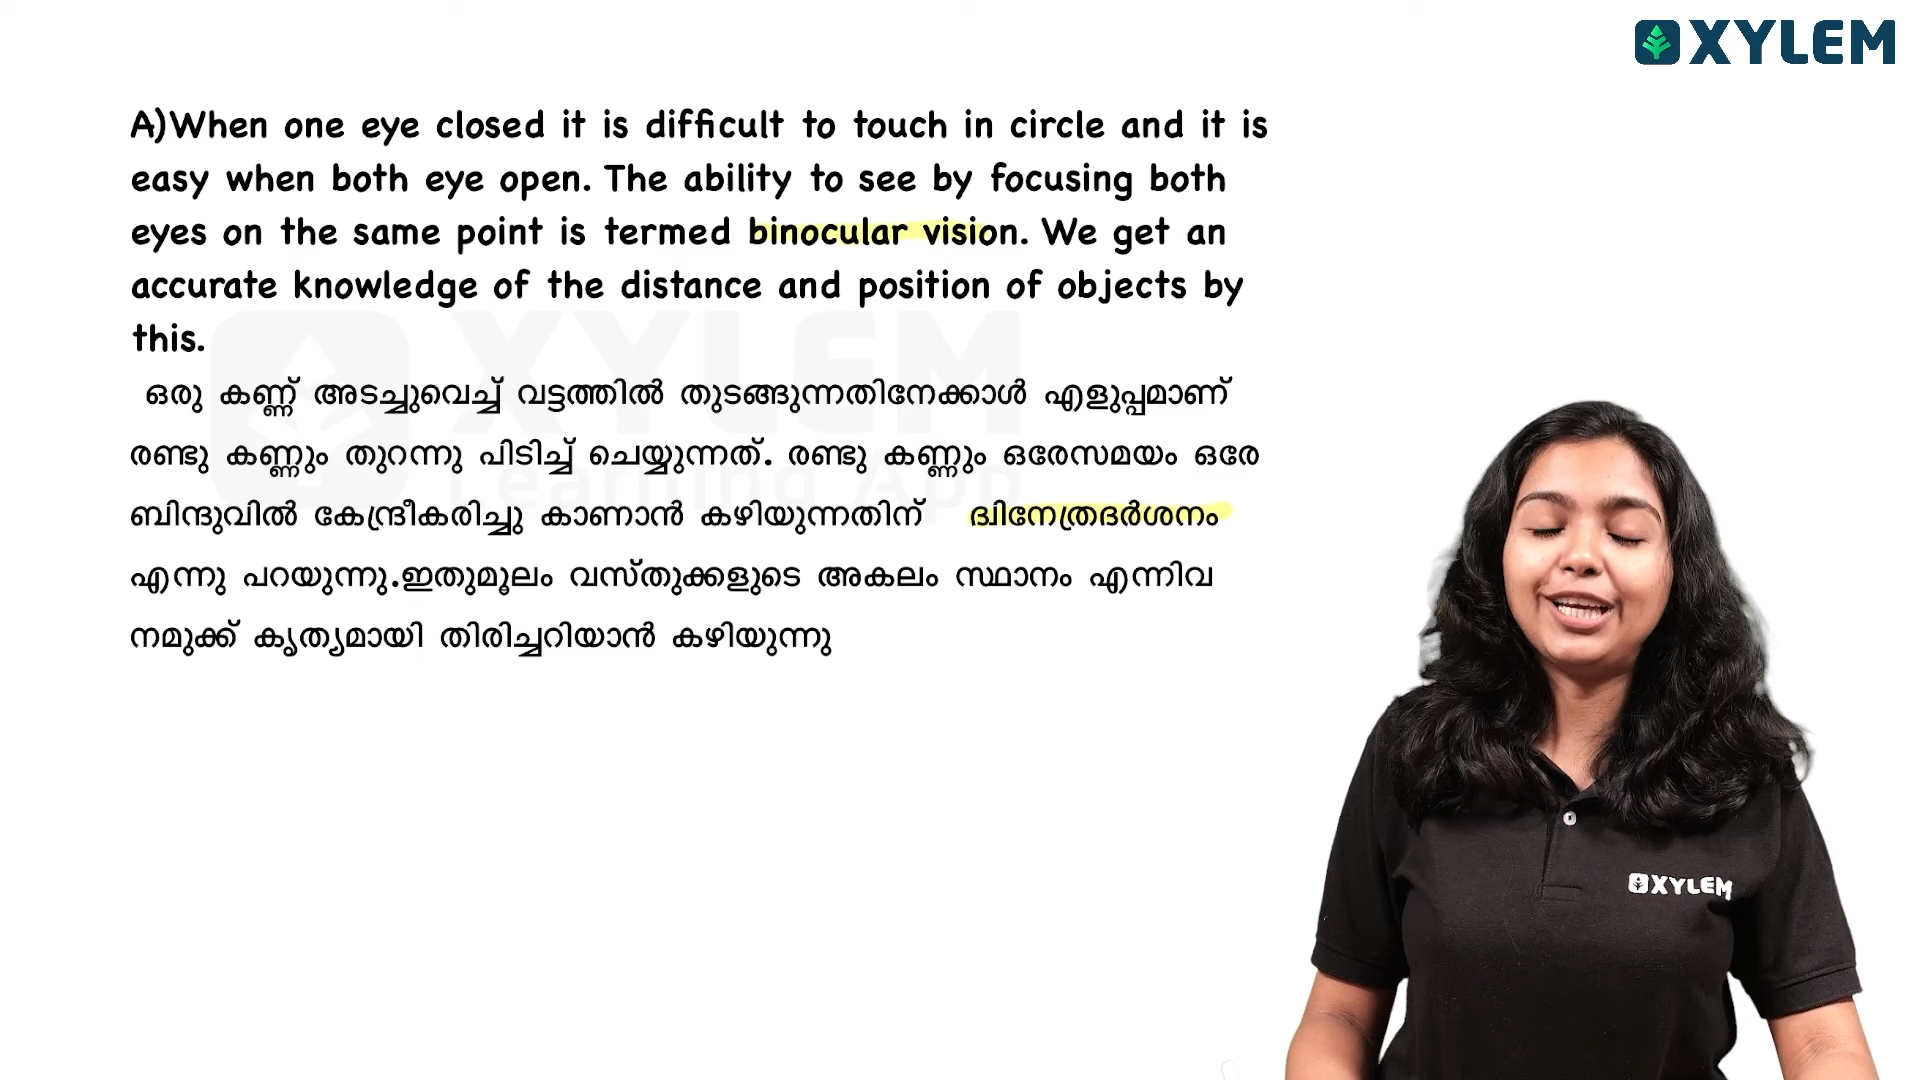 XYLEM
A)When one eye closed it is difficult to touch in circle and it is
easy when both eye open. The ability to see by focusing both
eyes on the same point is termed binocular vision. We get an
accurate knowledge of the distance and position of objects by
this.
XYLEM
Learning App
ഒരു കണ്ണ് അടച്ചുവെച്ച് വട്ടത്തിൽ തുടങ്ങുന്നതിനേക്കാൾ എളുപ്പമാണ്
രണ്ടു കണ്ണും തുറന്നു പിടിച്ച് ചെയ്യുന്നത്. രണ്ടു കണ്ണും ഒരേസമയം ഒരേ
ബിന്ദുവിൽ കേന്ദ്രീകരിച്ചു കാണാൻ കഴിയുന്നതിന് ദ്വിനേത്രദർശനം
എന്നു പറയുന്നു.ഇതുമൂലം വസ്തുക്കളുടെ അകലം സ്ഥാനം എന്നിവ
നമുക്ക് കൃത്യമായി തിരിച്ചറിയാൻ കഴിയുന്നു
XYLEM